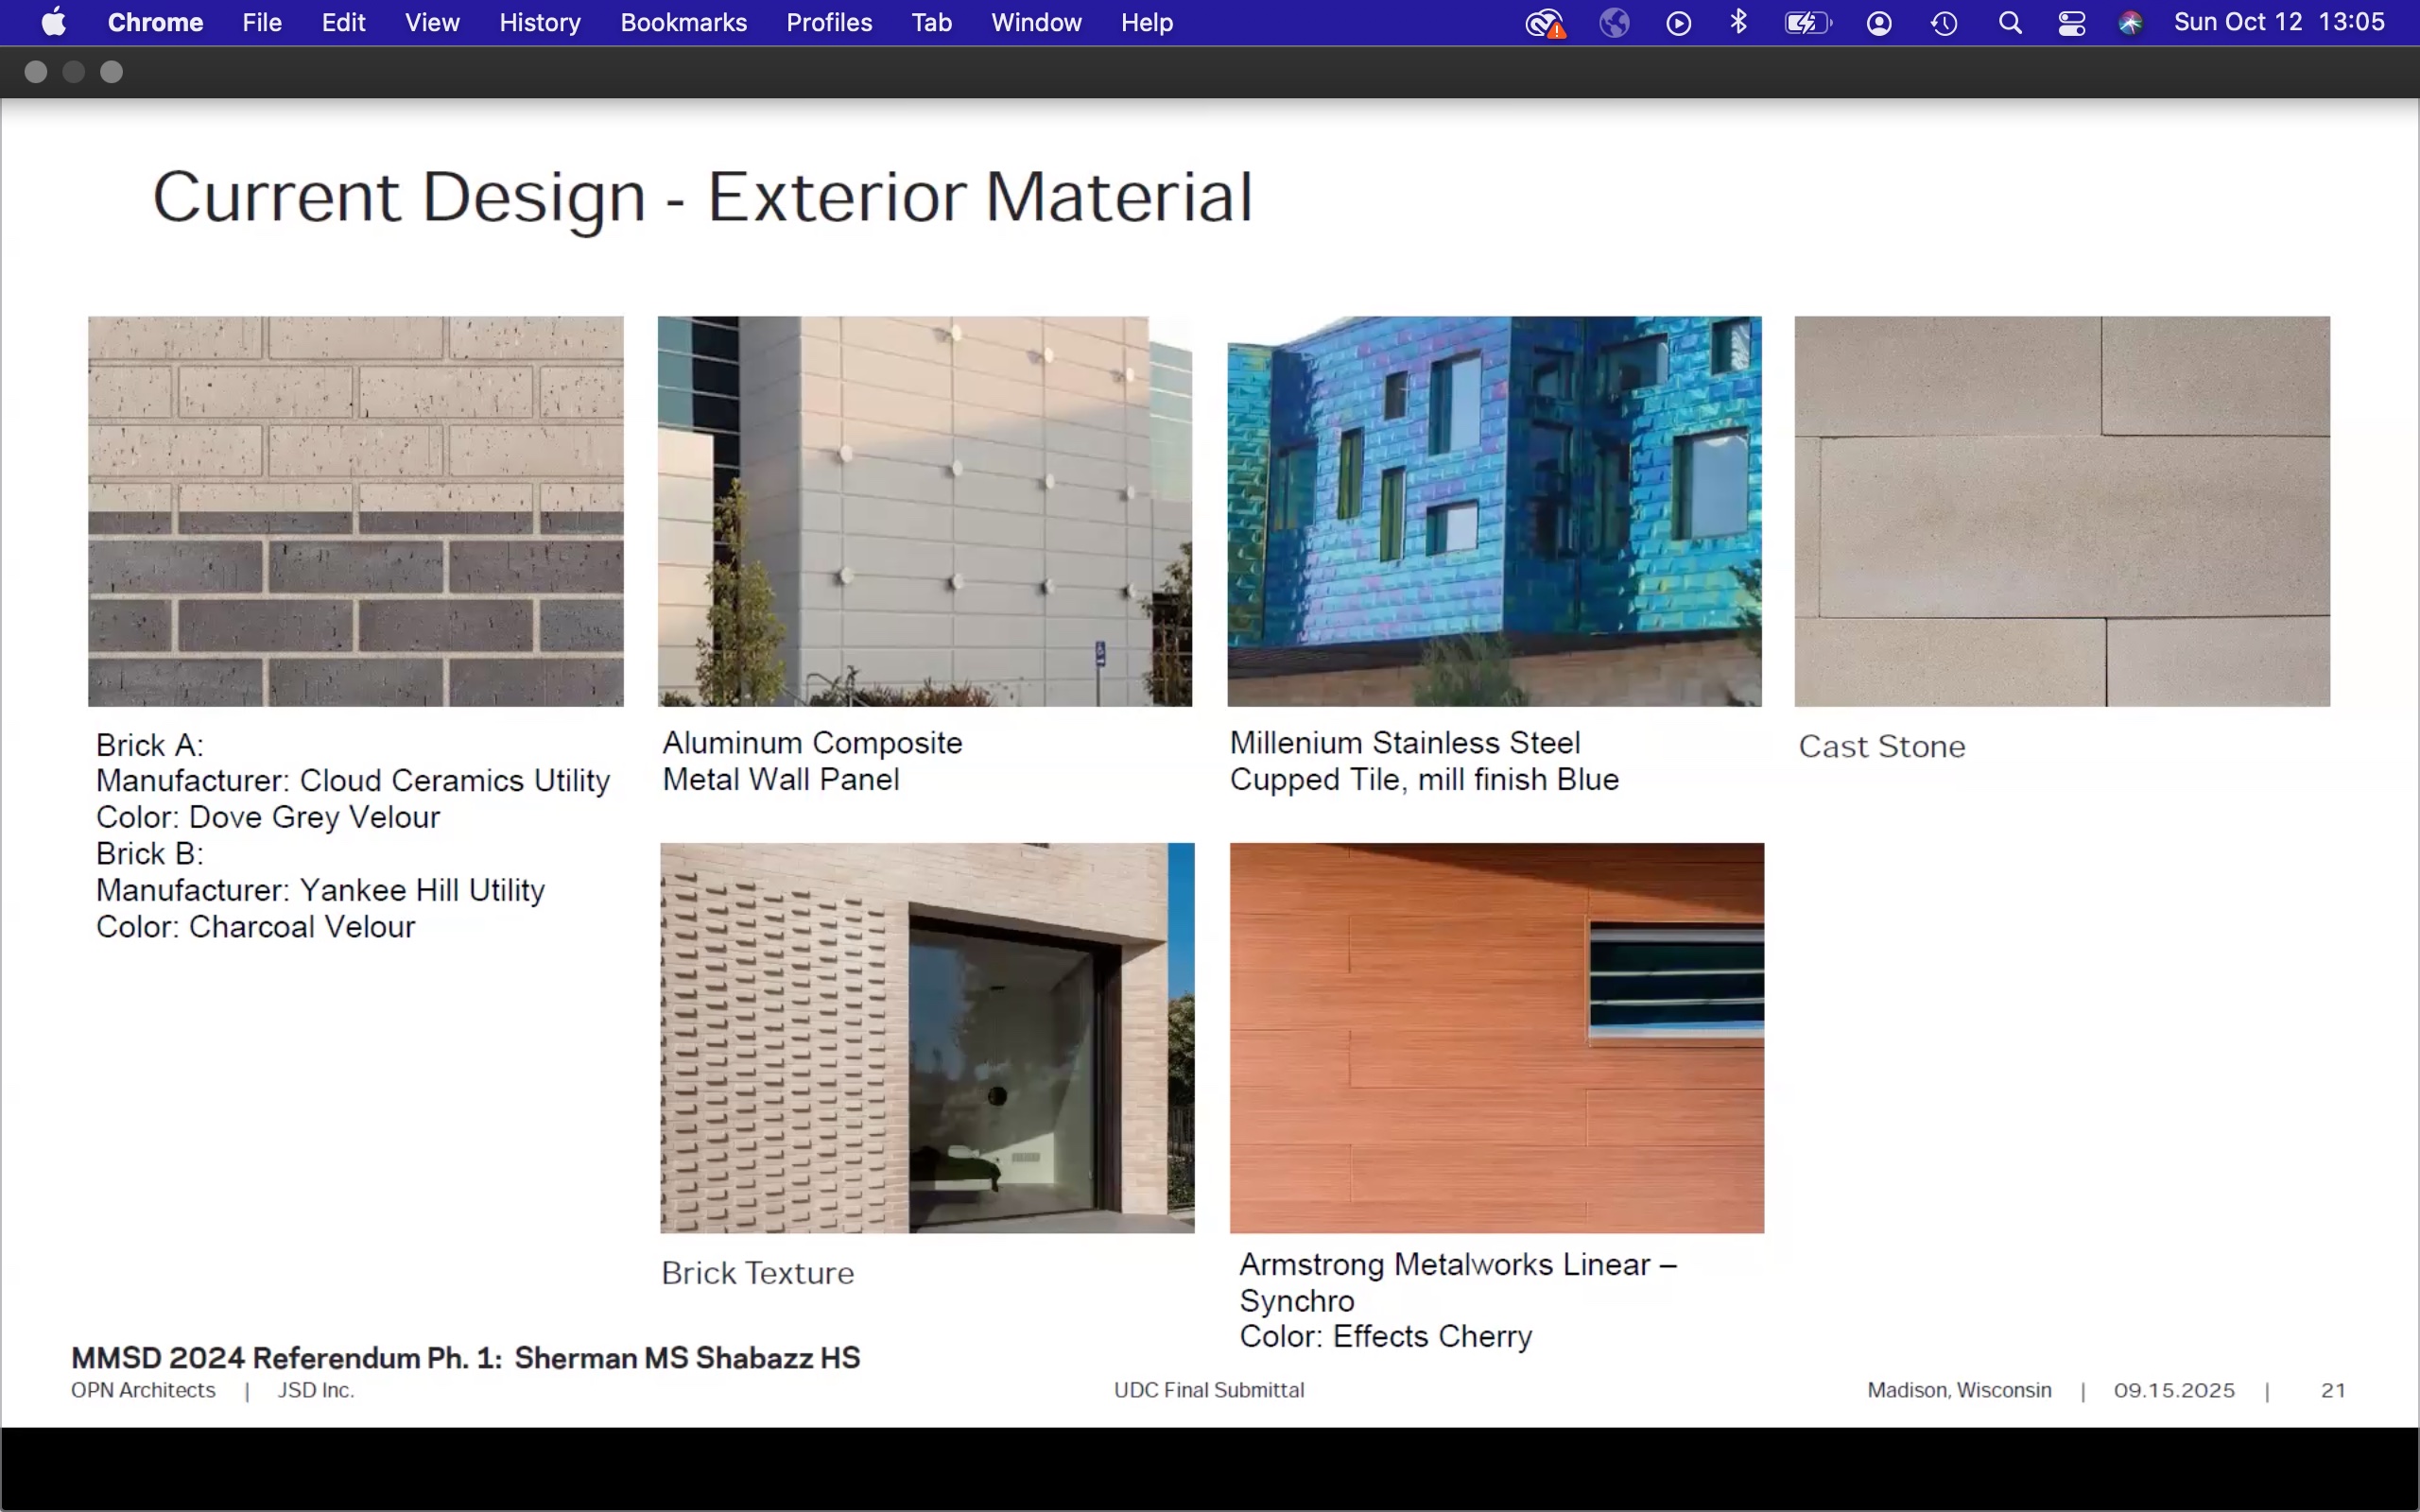 Chrome File Edit View History Bookmarks Profiles Tab Window Help Sun Oct 12 13:05
Current Design - Exterior Material
Brick A:
Manufacturer: Cloud Ceramics Utility
Color: Dove Grey Velour
Brick B:
Manufacturer: Yankee Hill Utility
Color: Charcoal Velour
Aluminum Composite
Metal Wall Panel
Millenium Stainless Steel
Cupped Tile, mill finish Blue
Cast Stone
Brick Texture
Armstrong Metalworks Linear –
Synchro
Color: Effects Cherry
MMSD 2024 Referendum Ph. 1: Sherman MS Shabazz HS
OPN Architects | JSD Inc.
UDC Final Submittal
Madison, Wisconsin | 09.15.2025 | 21